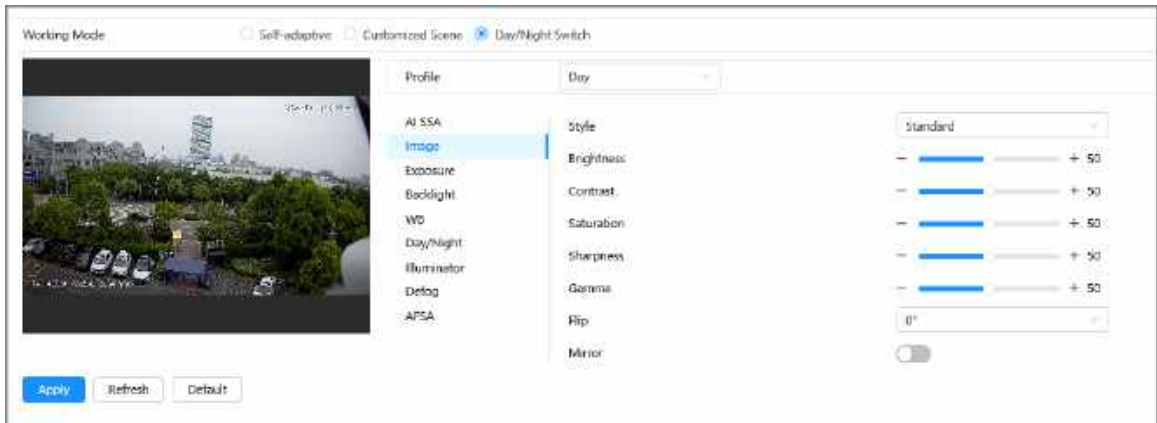 Working Mode Self-adaptive Customized Scene Day/Night Switch
Profile Day
AI SSA
Image
Exposure
Backlight
WB
Day/Night
Illuminator
Defog
Style Standard
Brightness - + 50
Contrast - + 50
Saturation - + 50
Sharpness - + 50
Gamma - + 50
Flip 0°
Mirror
Apply Refresh Default